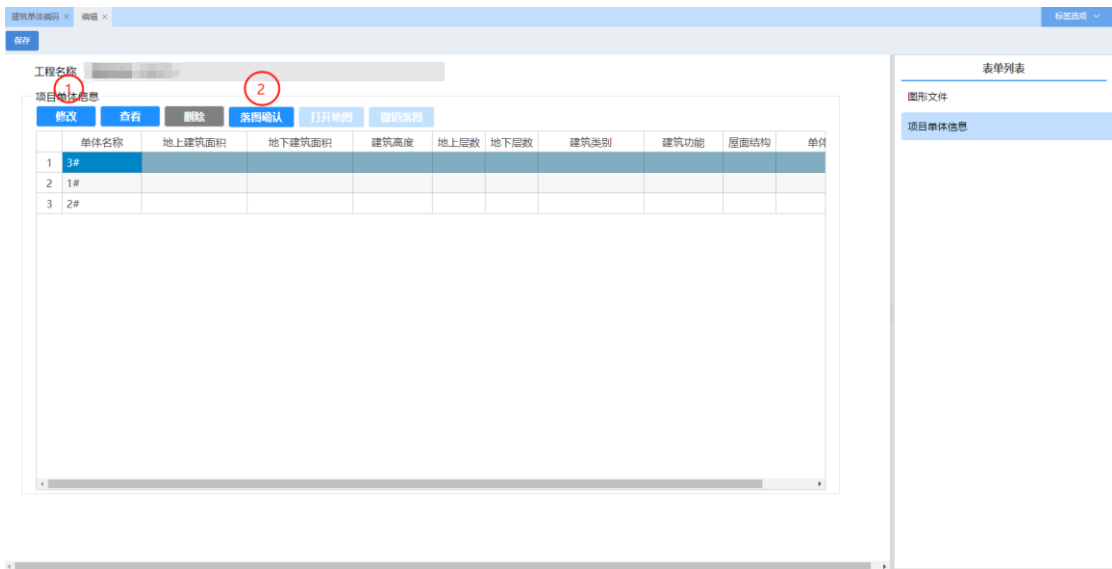 建筑单体编码 × 编辑 × 标签选项
保存
工程名称
表单列表
1 2
图形文件
项目单体信息
修改 查看 删除 落图确认 打开地图 撤销落图
项目单体信息
单体名称 地上建筑面积 地下建筑面积 建筑高度 地上层数 地下层数 建筑类别 建筑功能 屋面结构 单体
1 3#
2 1#
3 2#